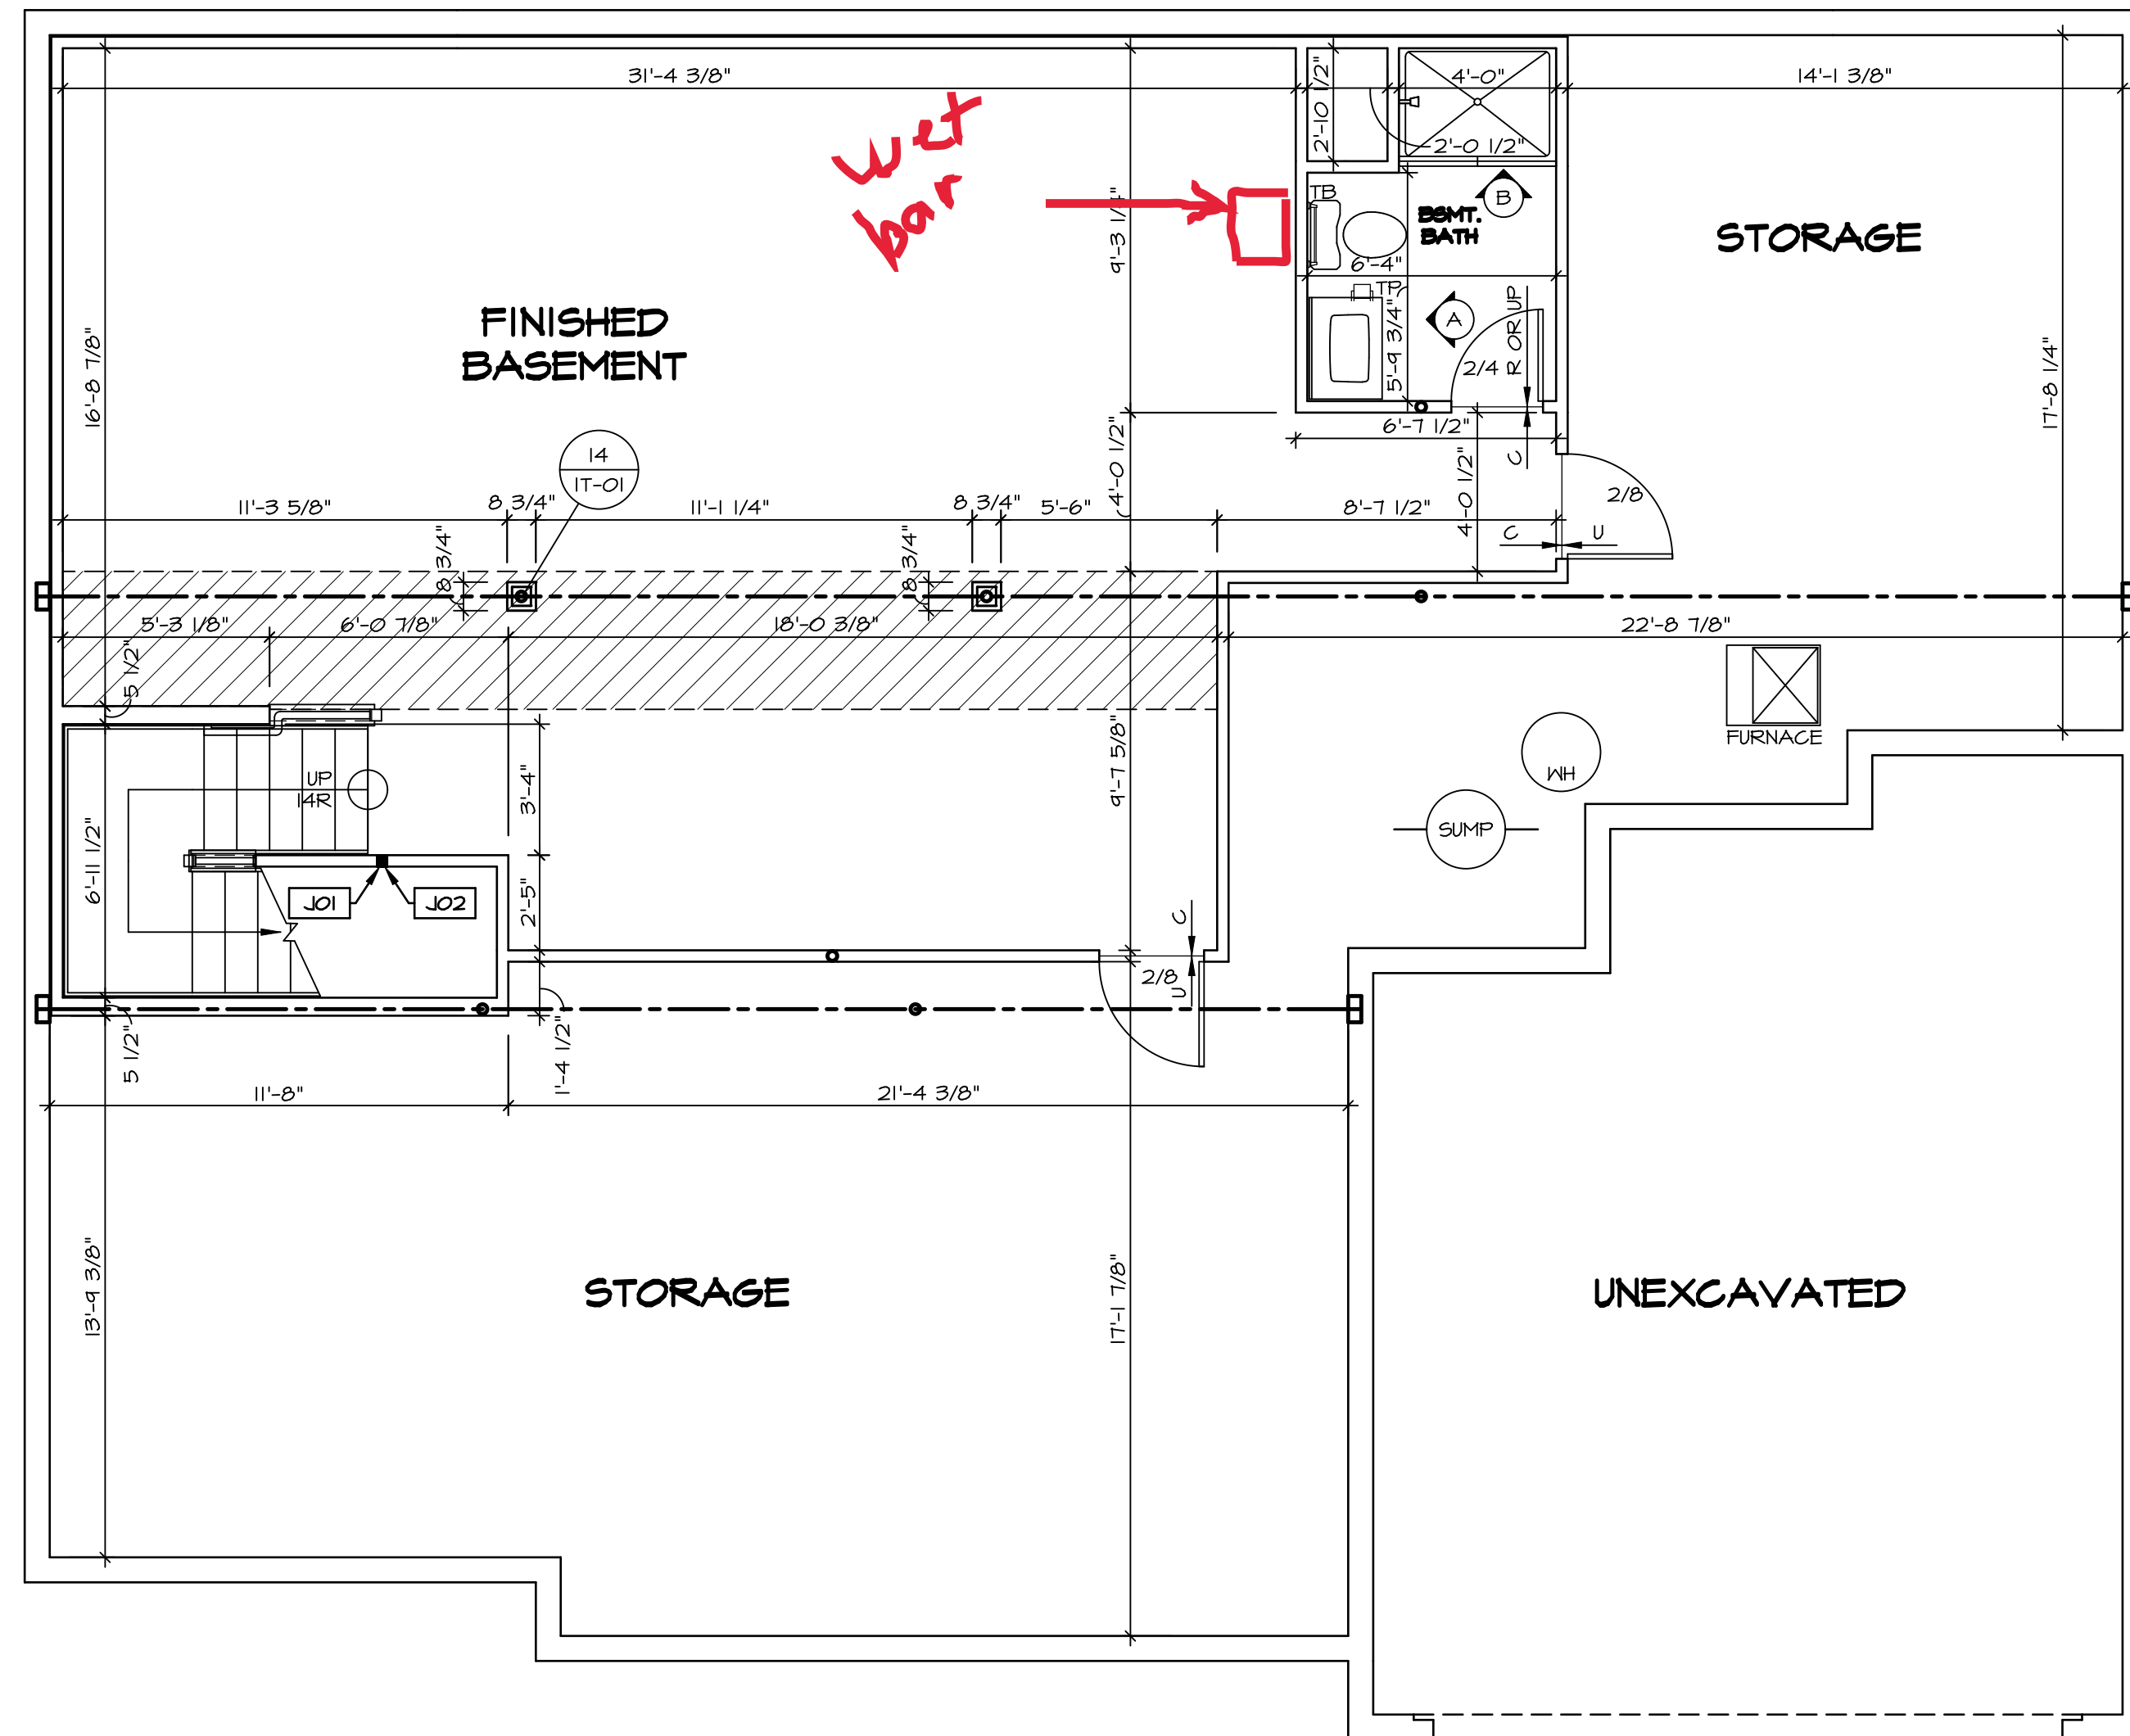 31'-4 3/8"
2'-10 1/2"
4'-0"
14'-1 3/8"
2'-0 1/2"
wet
bar
TB
B
BSMT.
BATH
9'-3 1/4"
STORAGE
6'-4"
TP
FINISHED
BASEMENT
A
5'-9 3/4"
R OR UP
2/4
16'-8 7/8"
17'-8 1/4"
6'-7 1/2"
C
14
1T-01
4'-0 1/2"
4'-0 1/2"
2/8
11'-3 5/8"
8 3/4"
11'-1 1/4"
8 3/4"
5'-6"
8'-7 1/2"
C
U
8 3/4"
8 3/4"
5'-3 1/8"
6'-0 7/8"
18'-0 3/8"
22'-8 7/8"
5 1/2"
FURNACE
WH
UP
14R
3'-4"
9'-7 5/8"
SUMP
6'-11 1/2"
J01
J02
2'-5"
C
2/8
U
5 1/2"
1'-4 1/2"
11'-8"
21'-4 3/8"
13'-9 3/8"
17'-1 7/8"
STORAGE
UNEXCAVATED